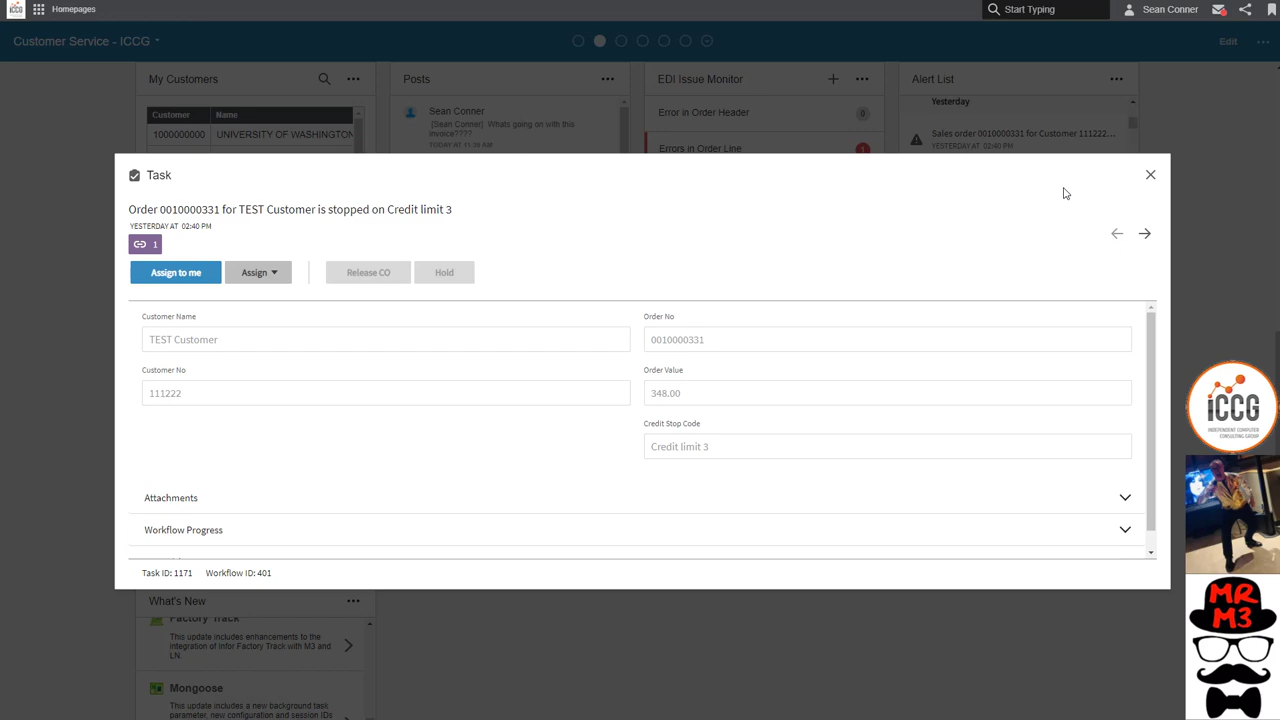 Homepages
Start Typing
Sean Conner
Customer Service - ICCG
Edit
My Customers
Posts
EDI Issue Monitor
Alert List
Customer Name
1000000000 UNIVERSITY OF WASHINGTON
Sean Conner
[Sean Conner] Whats going on with this
invoice????
TODAY AT 11:39 AM
Error in Order Header 0
Errors in Order Line 1
Yesterday
Sales order 0010000331 for Customer 111222...
YESTERDAY AT 02:40 PM
Task
Order 0010000331 for TEST Customer is stopped on Credit limit 3
YESTERDAY AT 02:40 PM
1
Assign to me
Assign
Release CO
Hold
Customer Name
TEST Customer
Order No
0010000331
Customer No
111222
Order Value
348.00
Credit Stop Code
Credit limit 3
Attachments
Workflow Progress
Task ID: 1171 Workflow ID: 401
What's New
Factory Track
This update includes enhancements to the
integration of Infor Factory Track with M3 and
LN.
Mongoose
This update includes a new background task
parameter, new configuration and session IDs
iCCG
INDEPENDENT COMPUTER
CONSULTING GROUP
MR
M3